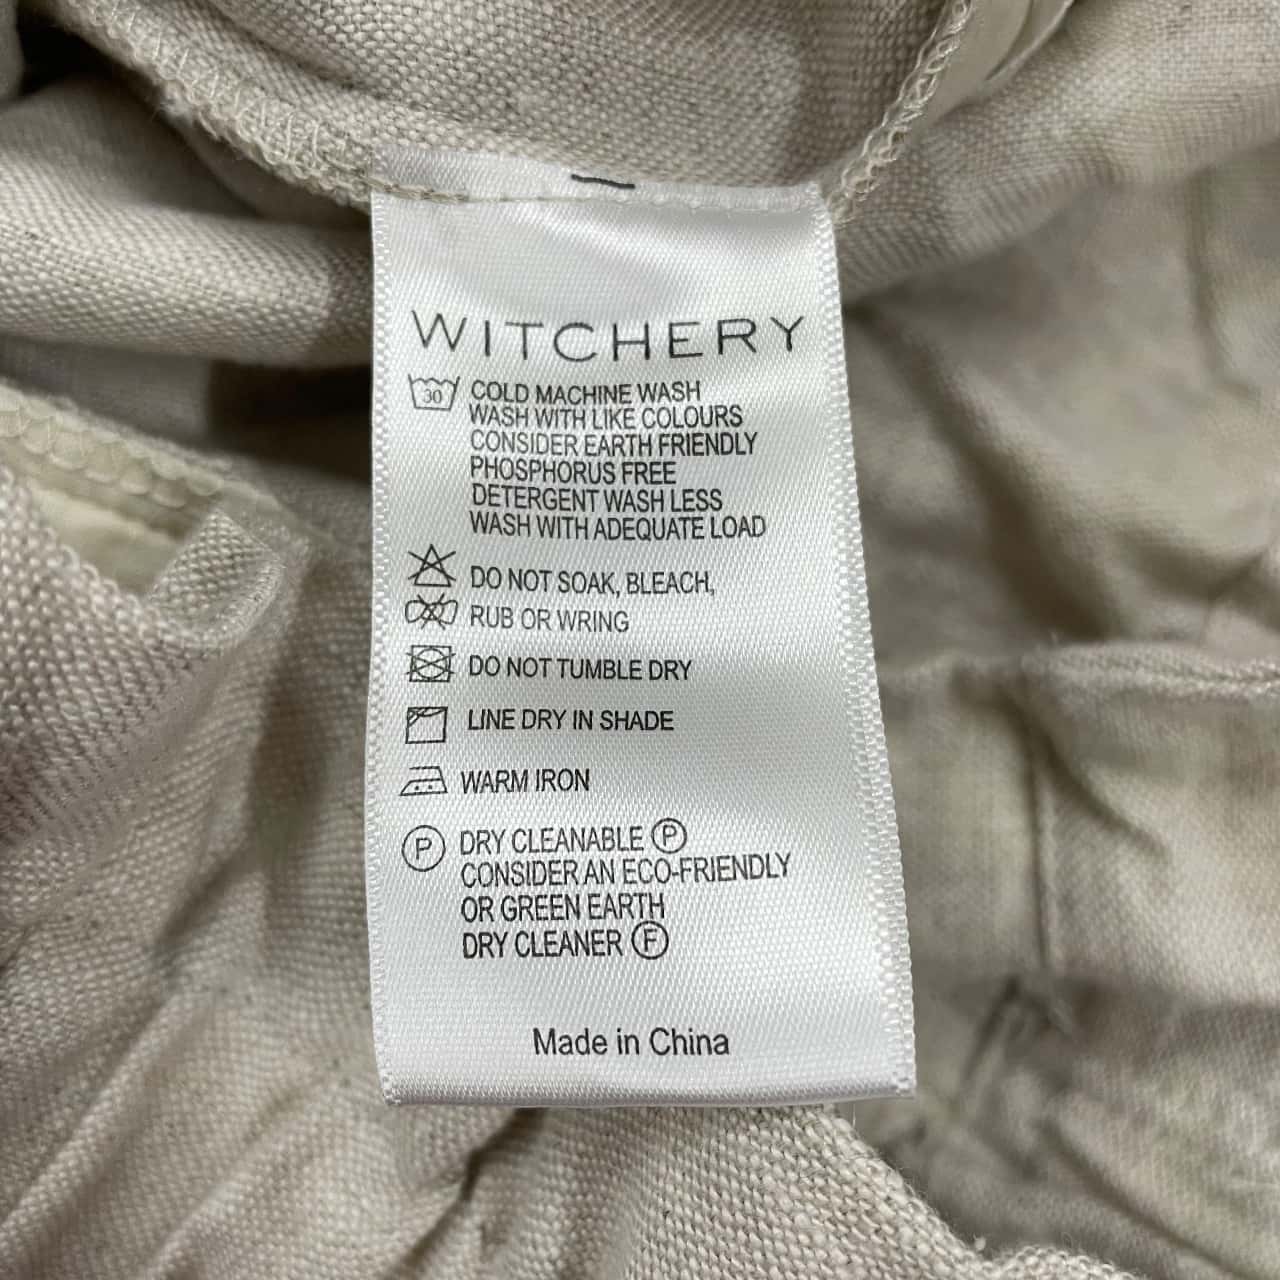 WITCHERY
30 COLD MACHINE WASH
WASH WITH LIKE COLOURS
CONSIDER EARTH FRIENDLY
PHOSPHORUS FREE
DETERGENT WASH LESS
WASH WITH ADEQUATE LOAD
DO NOT SOAK, BLEACH,
RUB OR WRING
DO NOT TUMBLE DRY
LINE DRY IN SHADE
WARM IRON
P DRY CLEANABLE P
CONSIDER AN ECO-FRIENDLY
OR GREEN EARTH
DRY CLEANER F
Made in China